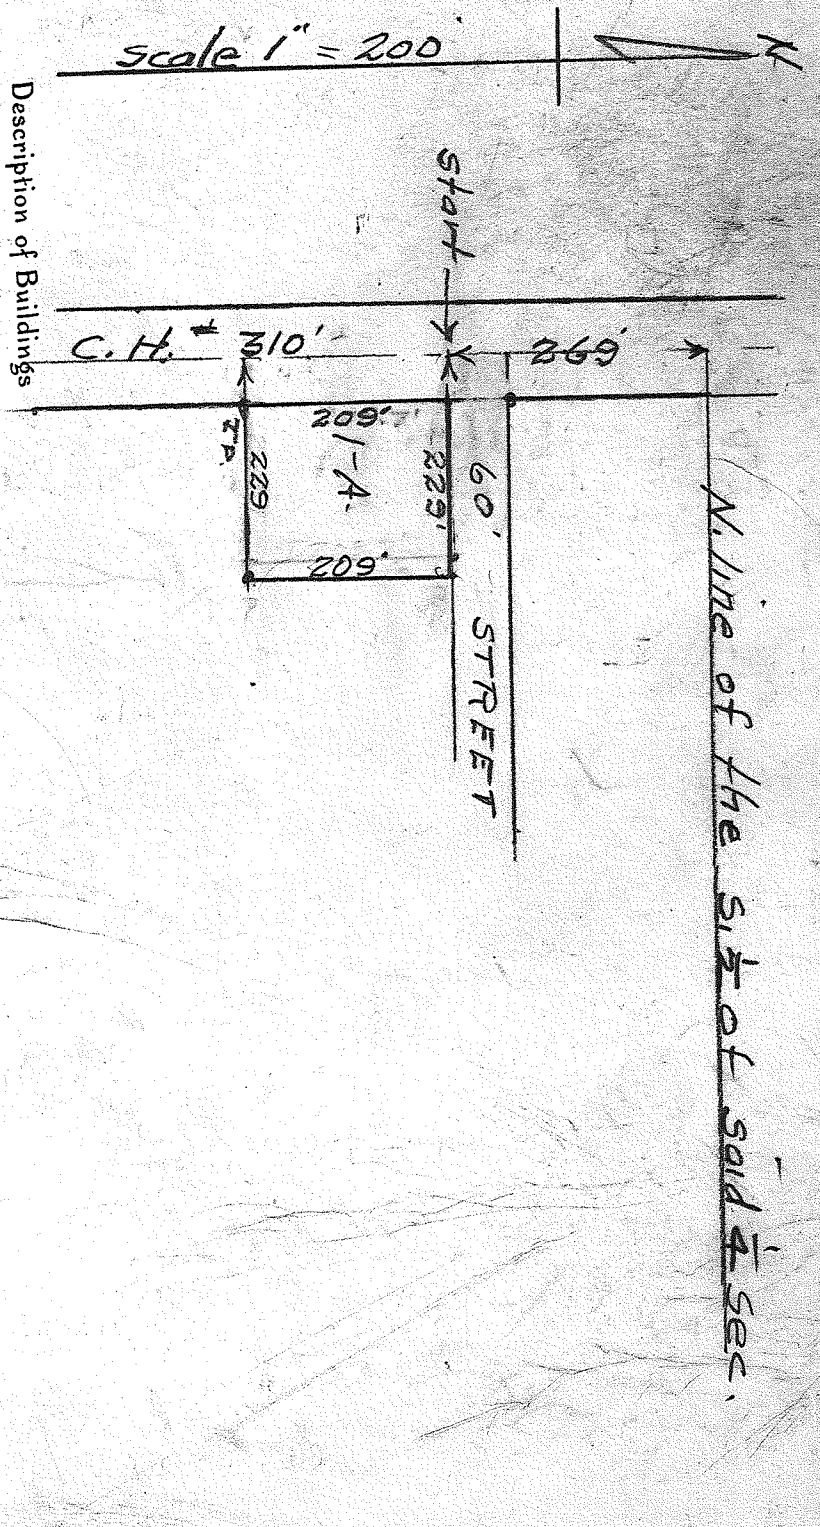 scale 1" = 200'
N
Description of Buildings
start
C. H. # 310'
269'
209'
I.P.
229'
1-A.
229'
209'
60' STREET
N. line of the S. 1/2 of said 1/4 Sec.